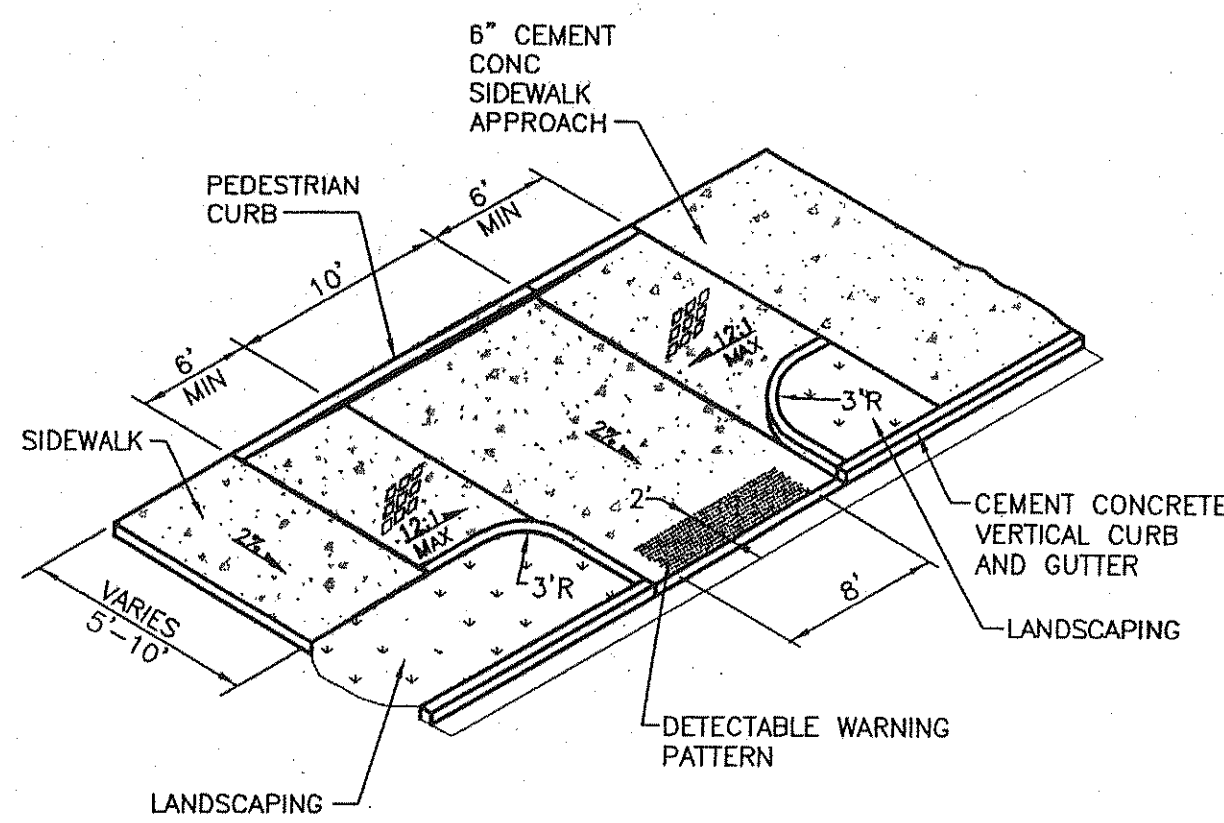 6" CEMENT
CONC
SIDEWALK
APPROACH
PEDESTRIAN
CURB
6'
MIN
10'
6'
MIN
12:1
MAX
3'R
SIDEWALK
2%
2%
12:1
MAX
2'
CEMENT CONCRETE
VERTICAL CURB
AND GUTTER
8'
3'R
VARIES
5'-10'
LANDSCAPING
DETECTABLE WARNING
PATTERN
LANDSCAPING